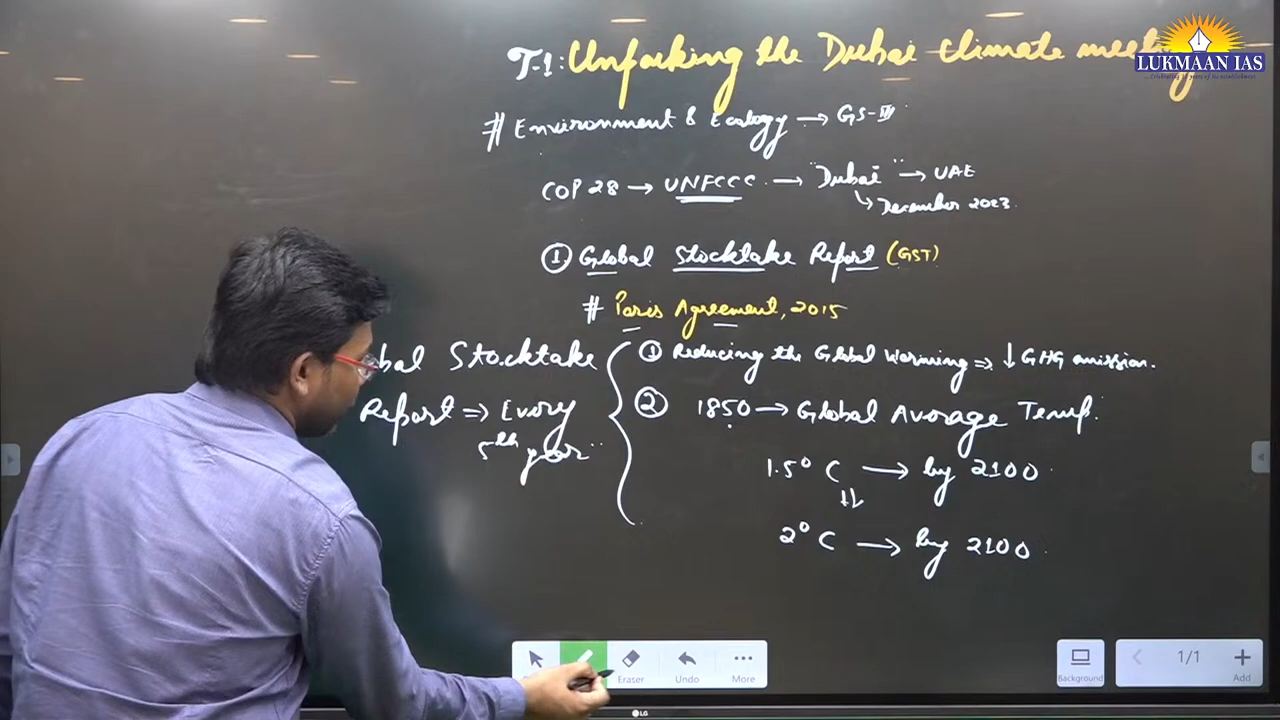 T-1: Unpacking the Dubai climate meeting
LUKMAAN IAS
# Environment & Ecology → GS-III
COP 28 → UNFCCC → "Dubai" → UAE
↳ December 2023.
① Global Stocktake Report (GST)
# Paris Agreement, 2015
bal Stocktake
Report ⇒ Every
5th year
① Reducing the Global Warming ⇒ ↓ GHG emission.
② 1850 → Global Average Temp.
1.5° C → by 2100
2° C → by 2100
Eraser
Undo
More
Background
1/1
Add
LG